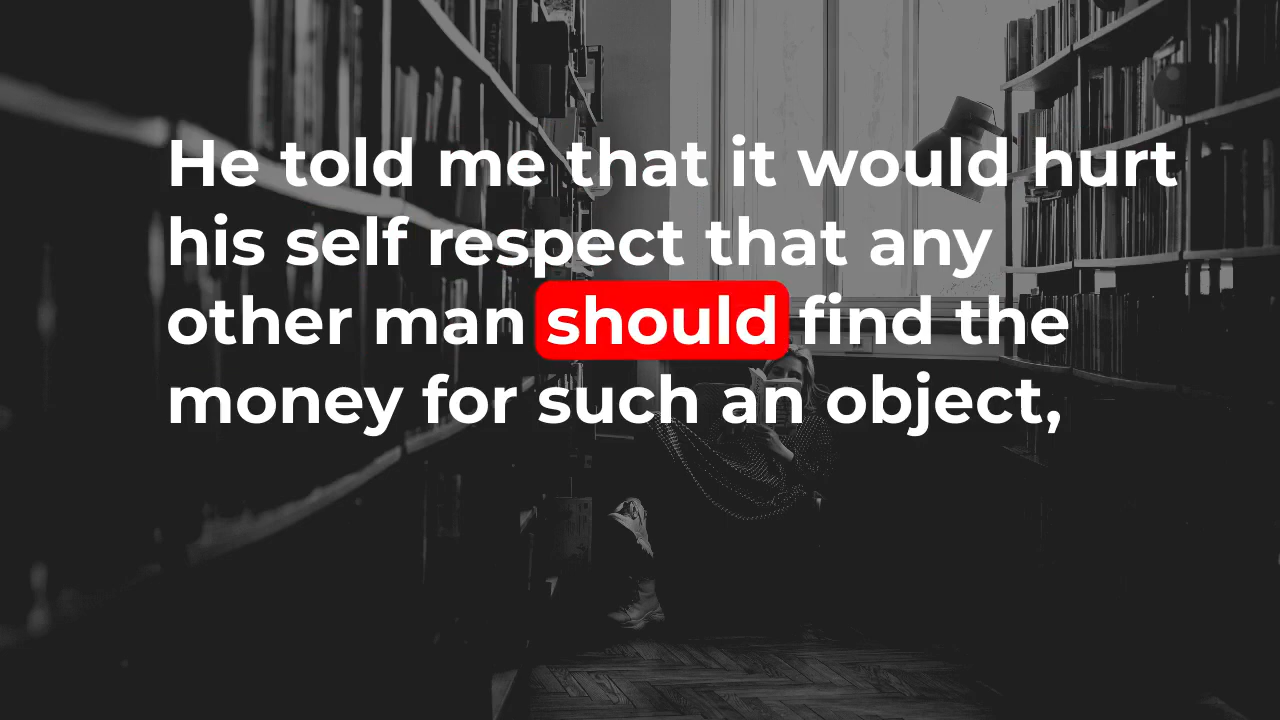 He told me that it would hurt
his self respect that any
other man should find the
money for such an object,